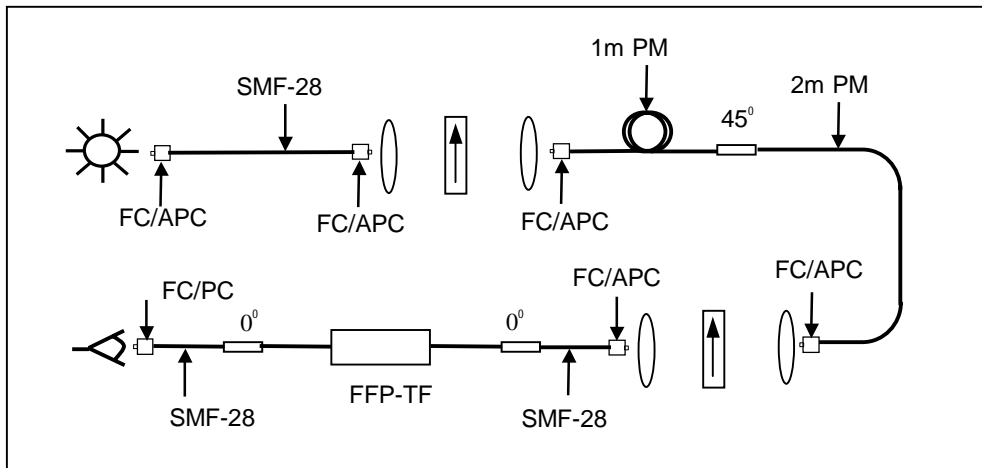 1m PM
SMF-28
2m PM
45⁰
FC/APC
FC/APC
FC/APC
FC/APC
FC/APC
FC/PC
0⁰
0⁰
FFP-TF
SMF-28
SMF-28